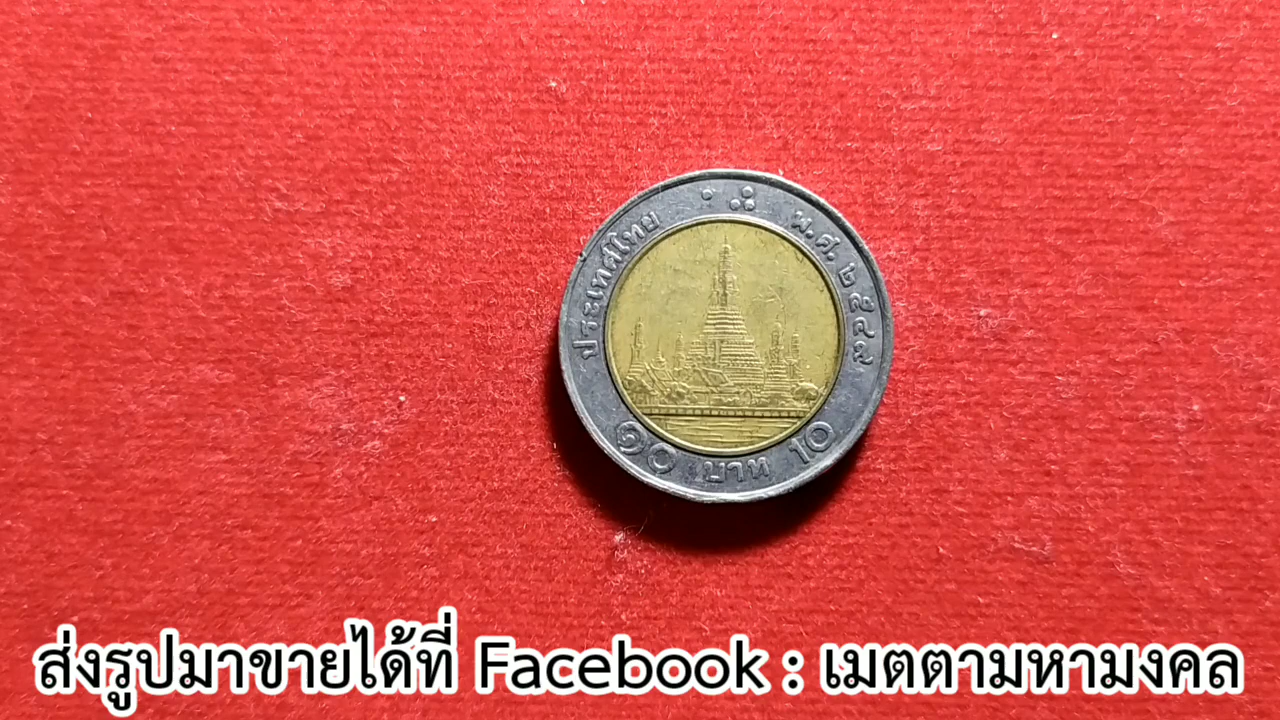 ประเทศไทย
พ.ศ. ๒๕๔๙
๑๐ บาท 10
ส่งรูปมาขายได้ที่ Facebook : เมตตามหามงคล